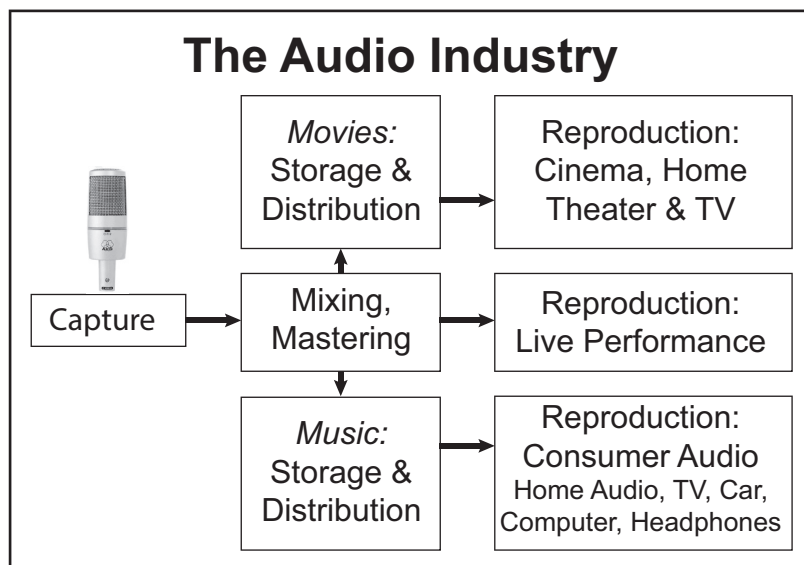 The Audio Industry
Movies:
Storage &
Distribution
Reproduction:
Cinema, Home
Theater & TV
Capture
Mixing,
Mastering
Reproduction:
Live Performance
Music:
Storage &
Distribution
Reproduction:
Consumer Audio
Home Audio, TV, Car,
Computer, Headphones